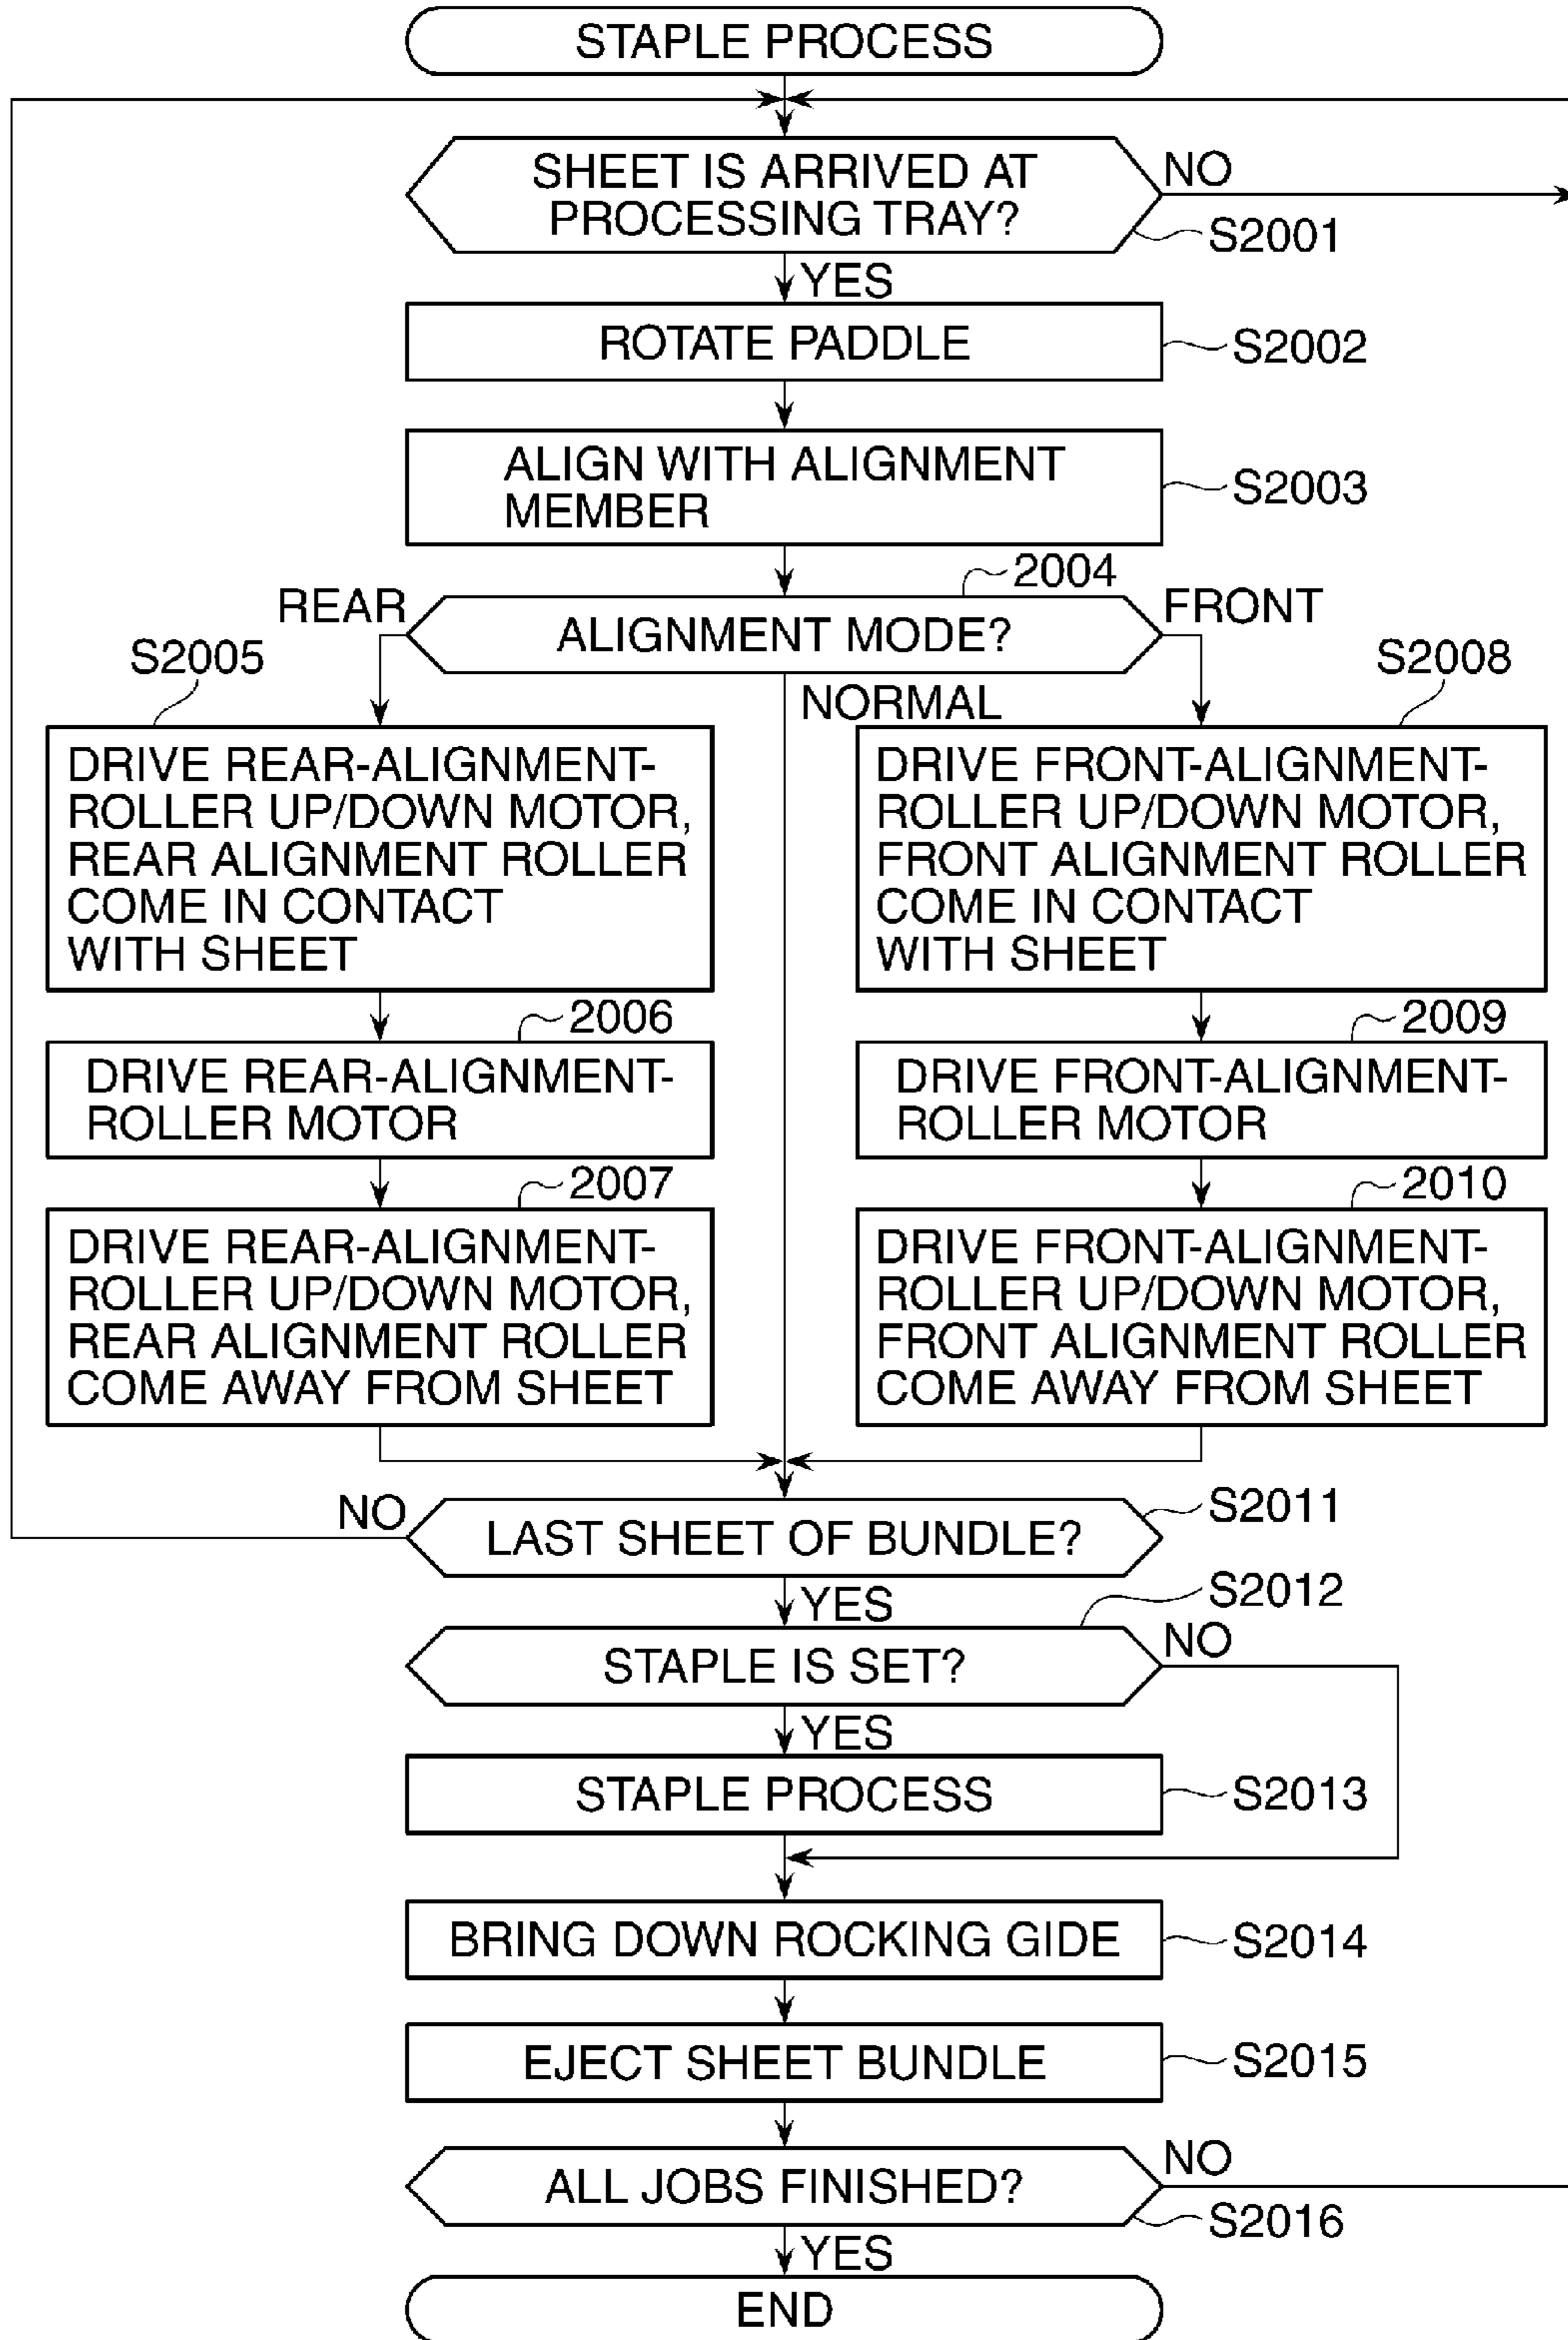 STAPLE PROCESS
SHEET IS ARRIVED AT
PROCESSING TRAY?
NO
S2001
YES
ROTATE PADDLE
S2002
ALIGN WITH ALIGNMENT
MEMBER
S2003
2004
REAR
ALIGNMENT MODE?
FRONT
NORMAL
S2005
DRIVE REAR-ALIGNMENT-
ROLLER UP/DOWN MOTOR,
REAR ALIGNMENT ROLLER
COME IN CONTACT
WITH SHEET
2006
DRIVE REAR-ALIGNMENT-
ROLLER MOTOR
2007
DRIVE REAR-ALIGNMENT-
ROLLER UP/DOWN MOTOR,
REAR ALIGNMENT ROLLER
COME AWAY FROM SHEET
S2008
DRIVE FRONT-ALIGNMENT-
ROLLER UP/DOWN MOTOR,
FRONT ALIGNMENT ROLLER
COME IN CONTACT
WITH SHEET
2009
DRIVE FRONT-ALIGNMENT-
ROLLER MOTOR
2010
DRIVE FRONT-ALIGNMENT-
ROLLER UP/DOWN MOTOR,
FRONT ALIGNMENT ROLLER
COME AWAY FROM SHEET
NO
LAST SHEET OF BUNDLE?
S2011
YES
S2012
STAPLE IS SET?
NO
YES
STAPLE PROCESS
S2013
BRING DOWN ROCKING GIDE
S2014
EJECT SHEET BUNDLE
S2015
ALL JOBS FINISHED?
NO
S2016
YES
END